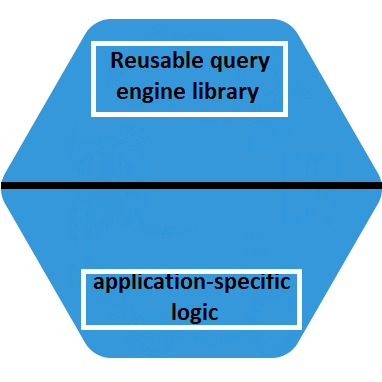 Reusable query
engine library
application-specific
logic